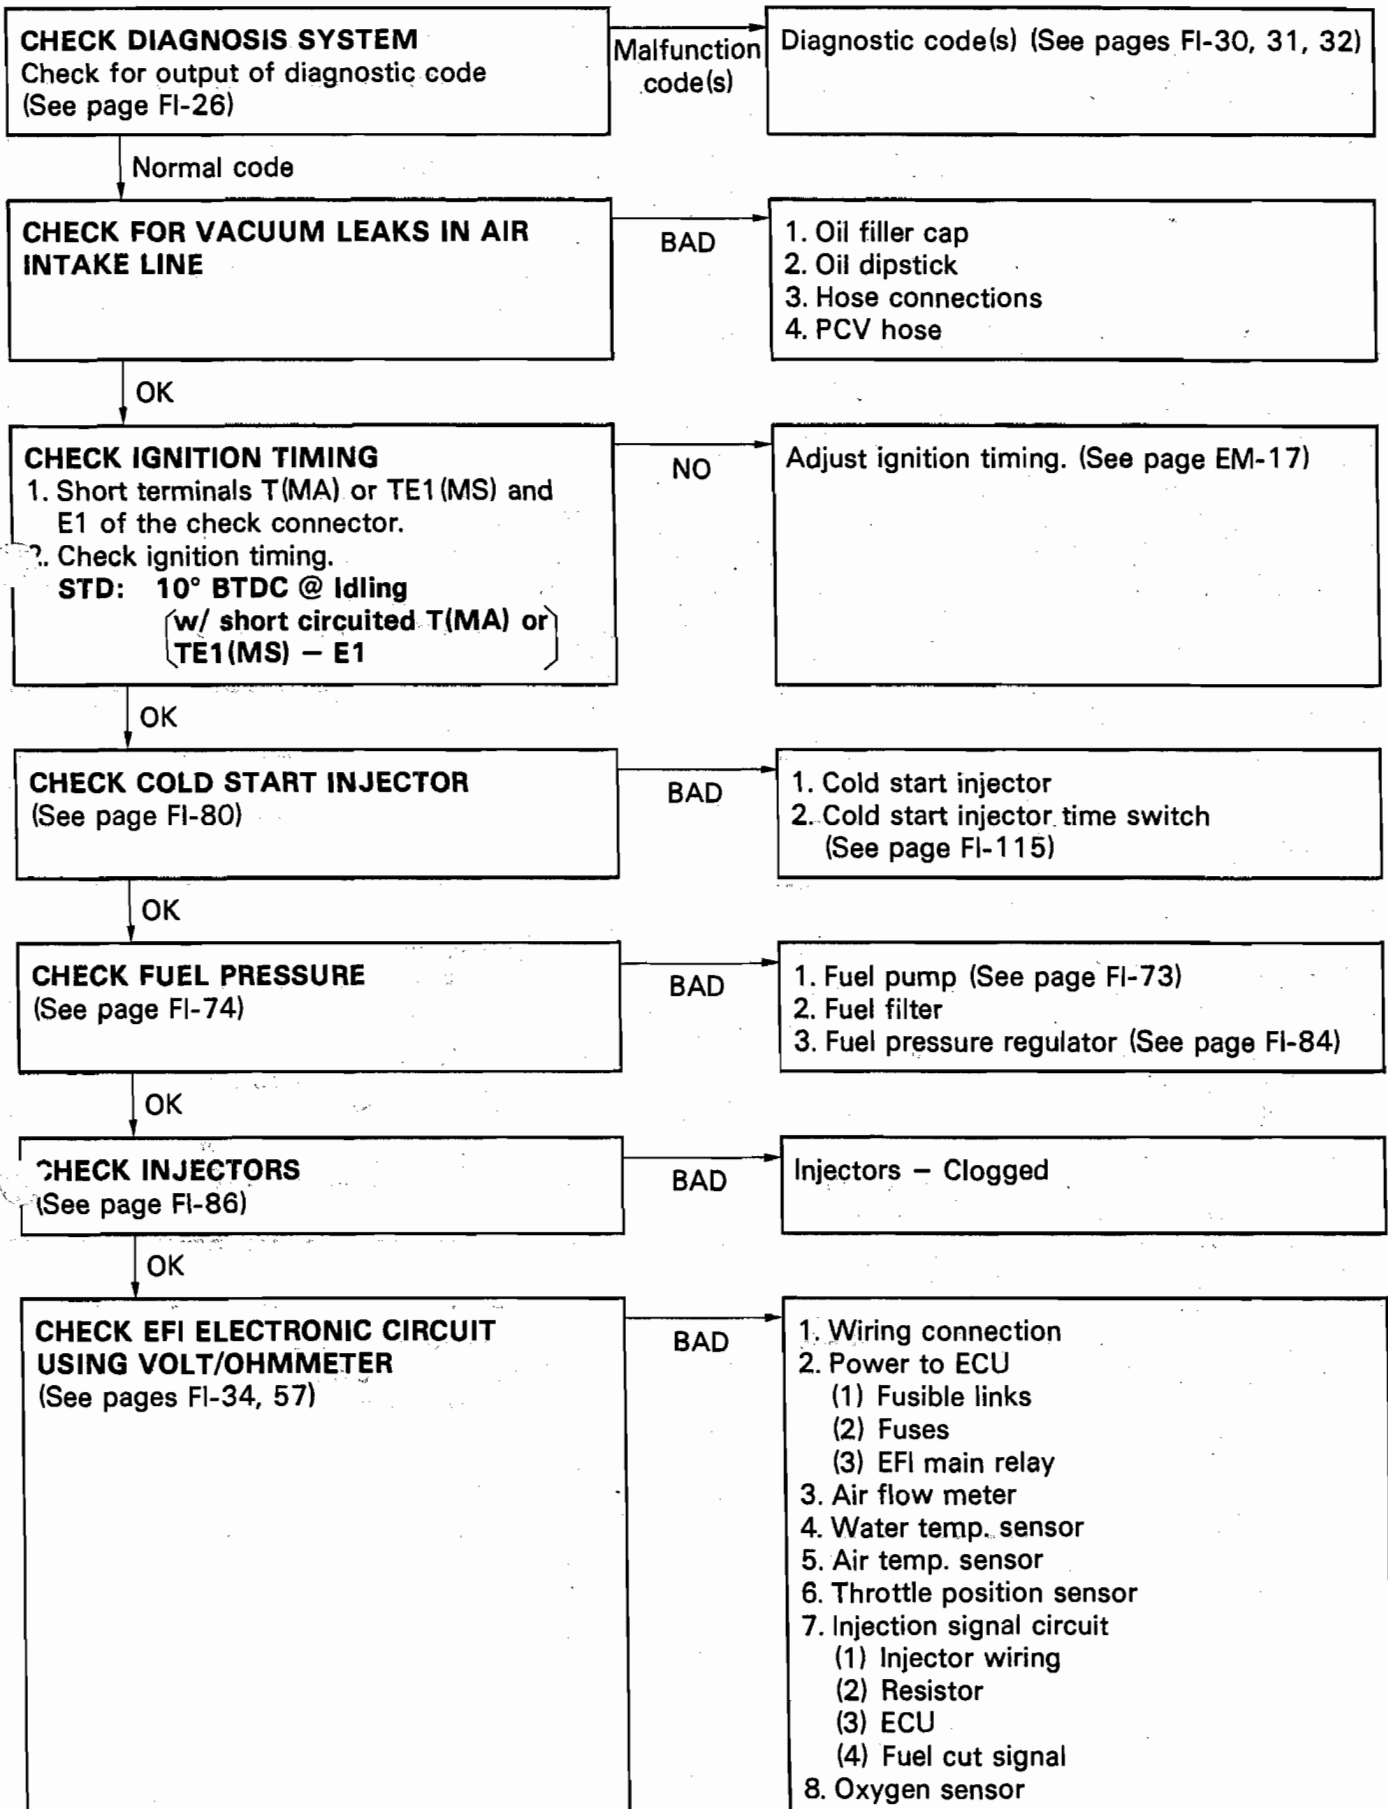 CHECK DIAGNOSIS SYSTEM
Check for output of diagnostic code
(See page FI-26)
Malfunction
code(s)
Diagnostic code(s) (See pages FI-30, 31, 32)
Normal code
CHECK FOR VACUUM LEAKS IN AIR
INTAKE LINE
BAD
1. Oil filler cap
2. Oil dipstick
3. Hose connections
4. PCV hose
OK
CHECK IGNITION TIMING
1. Short terminals T(MA) or TE1(MS) and
E1 of the check connector.
2. Check ignition timing.
STD: 10° BTDC @ Idling
(w/ short circuited T(MA) or
TE1(MS) – E1)
NO
Adjust ignition timing. (See page EM-17)
OK
CHECK COLD START INJECTOR
(See page FI-80)
BAD
1. Cold start injector
2. Cold start injector time switch
(See page FI-115)
OK
CHECK FUEL PRESSURE
(See page FI-74)
BAD
1. Fuel pump (See page FI-73)
2. Fuel filter
3. Fuel pressure regulator (See page FI-84)
OK
CHECK INJECTORS
(See page FI-86)
BAD
Injectors – Clogged
OK
CHECK EFI ELECTRONIC CIRCUIT
USING VOLT/OHMMETER
(See pages FI-34, 57)
BAD
1. Wiring connection
2. Power to ECU
(1) Fusible links
(2) Fuses
(3) EFI main relay
3. Air flow meter
4. Water temp. sensor
5. Air temp. sensor
6. Throttle position sensor
7. Injection signal circuit
(1) Injector wiring
(2) Resistor
(3) ECU
(4) Fuel cut signal
8. Oxygen sensor